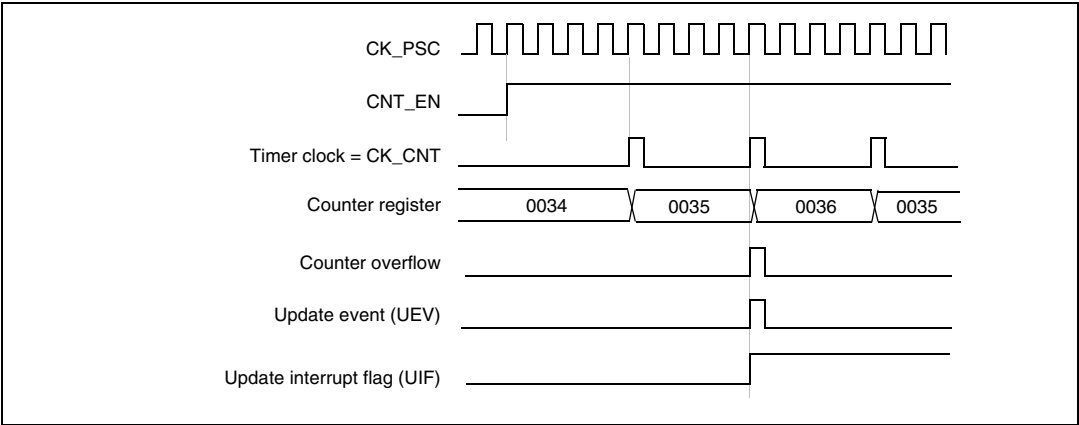 CK_PSC
CNT_EN
Timer clock = CK_CNT
Counter register 0034 0035 0036 0035
Counter overflow
Update event (UEV)
Update interrupt flag (UIF)